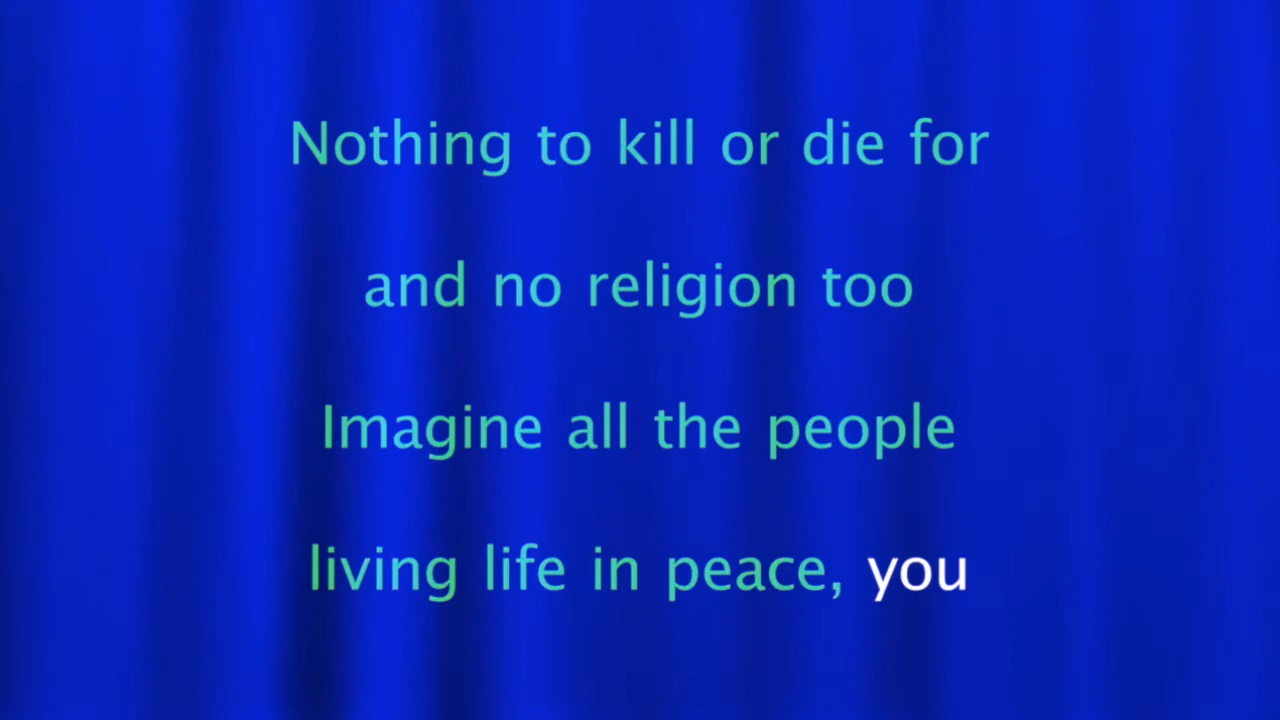 Nothing to kill or die for
and no religion too
Imagine all the people
living life in peace, you